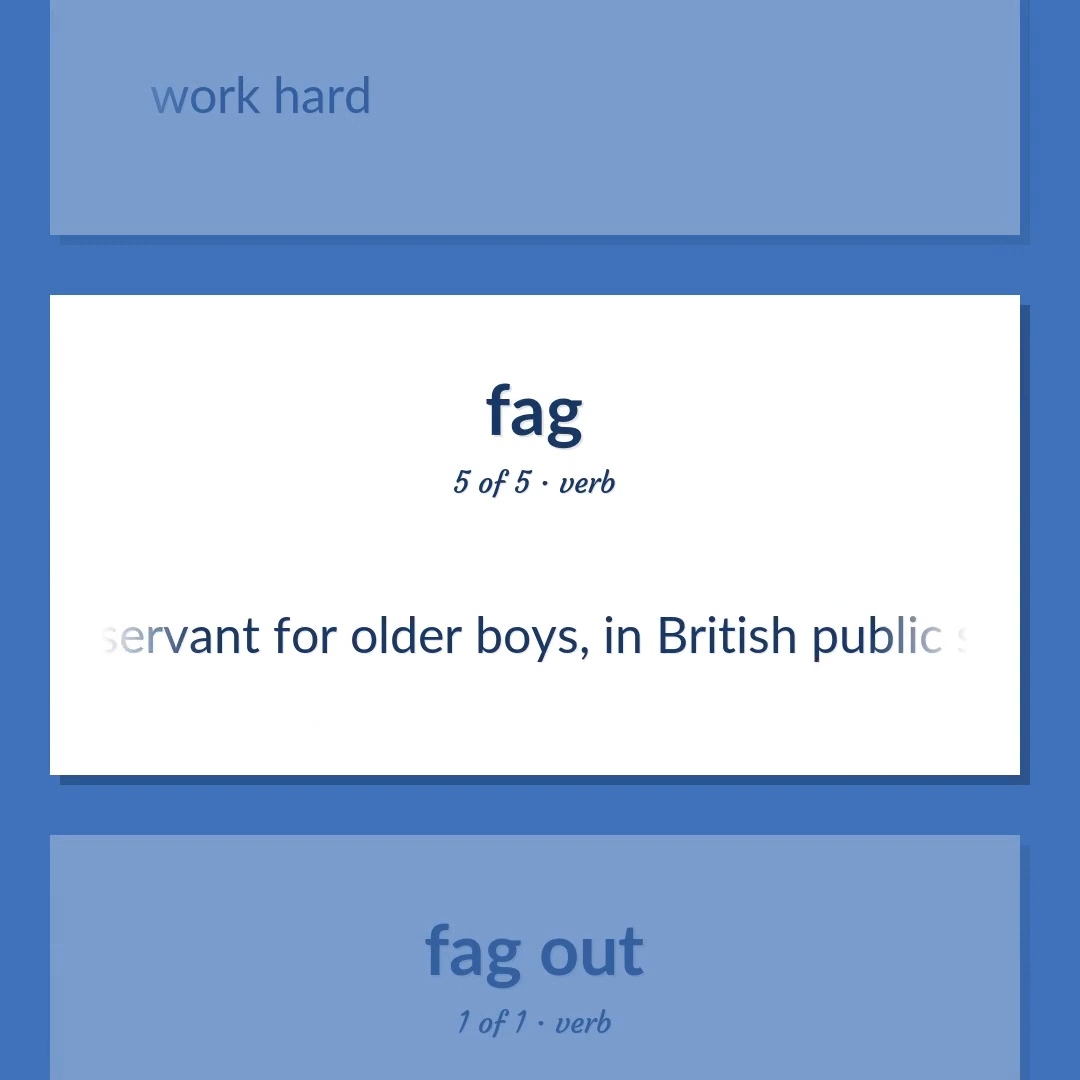 work hard
fag
5 of 5 · verb
servant for older boys, in British public
fag out
1 of 1 · verb